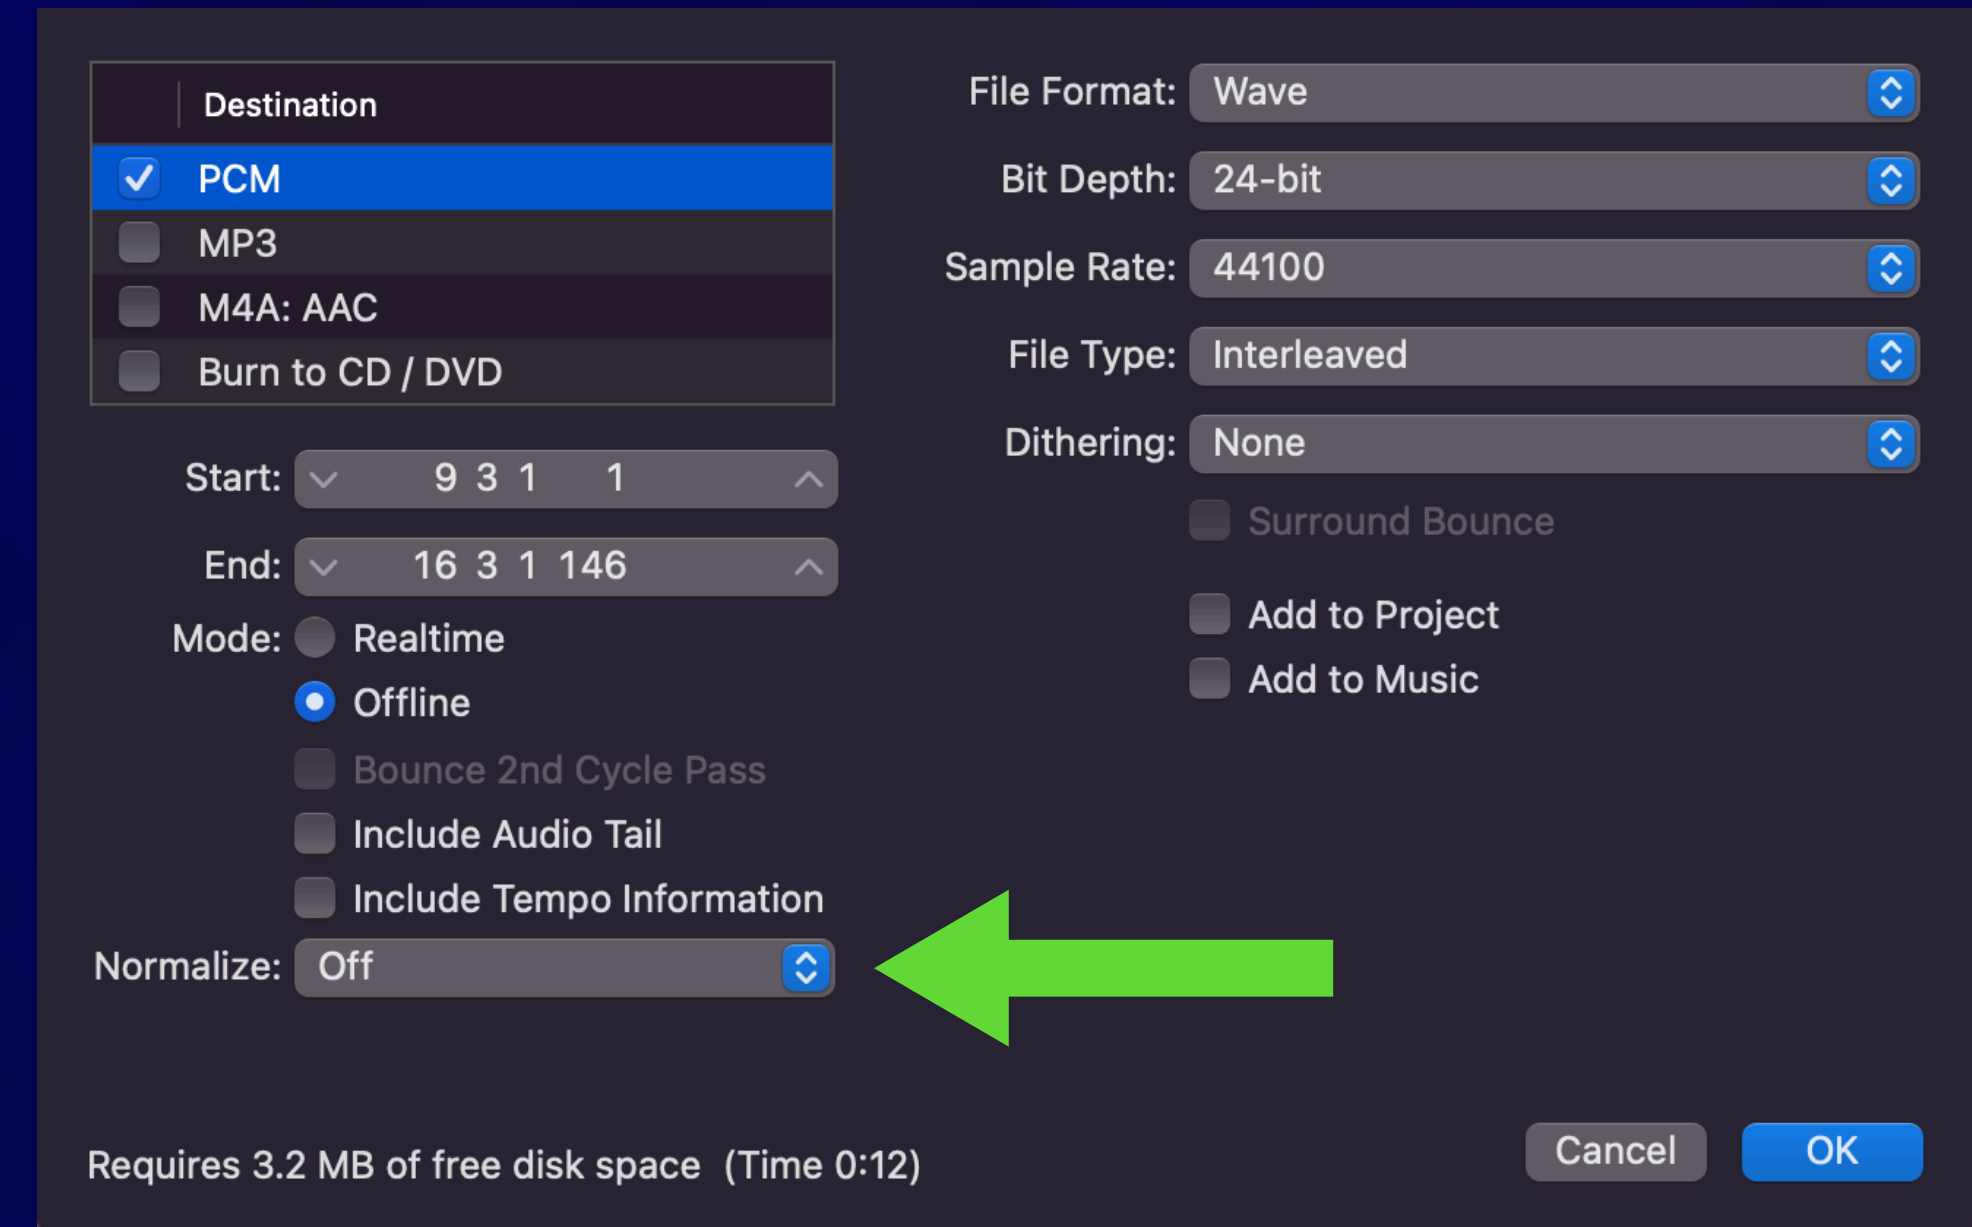 Destination
PCM
MP3
M4A: AAC
Burn to CD / DVD
Start: 9 3 1 1
End: 16 3 1 146
Mode: Realtime
Offline
Bounce 2nd Cycle Pass
Include Audio Tail
Include Tempo Information
Normalize: Off
File Format: Wave
Bit Depth: 24-bit
Sample Rate: 44100
File Type: Interleaved
Dithering: None
Surround Bounce
Add to Project
Add to Music
Requires 3.2 MB of free disk space (Time 0:12)
Cancel
OK